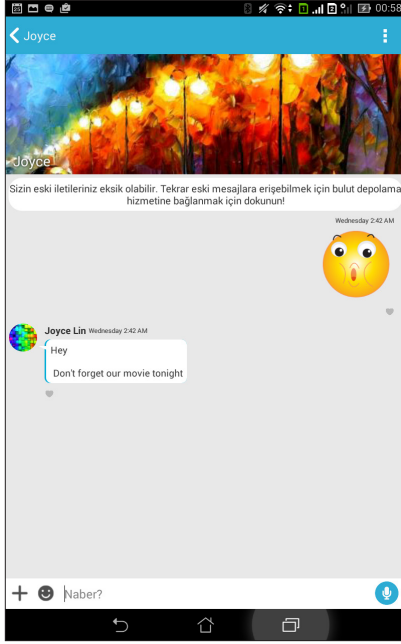 00:58
Joyce
Joyce
Sizin eski iletileriniz eksik olabilir. Tekrar eski mesajlara erişebilmek için bulut depolama
hizmetine bağlanmak için dokunun!
Wednesday 2:42 AM
Joyce Lin Wednesday 2:42 AM
Hey
Don't forget our movie tonight
Naber?